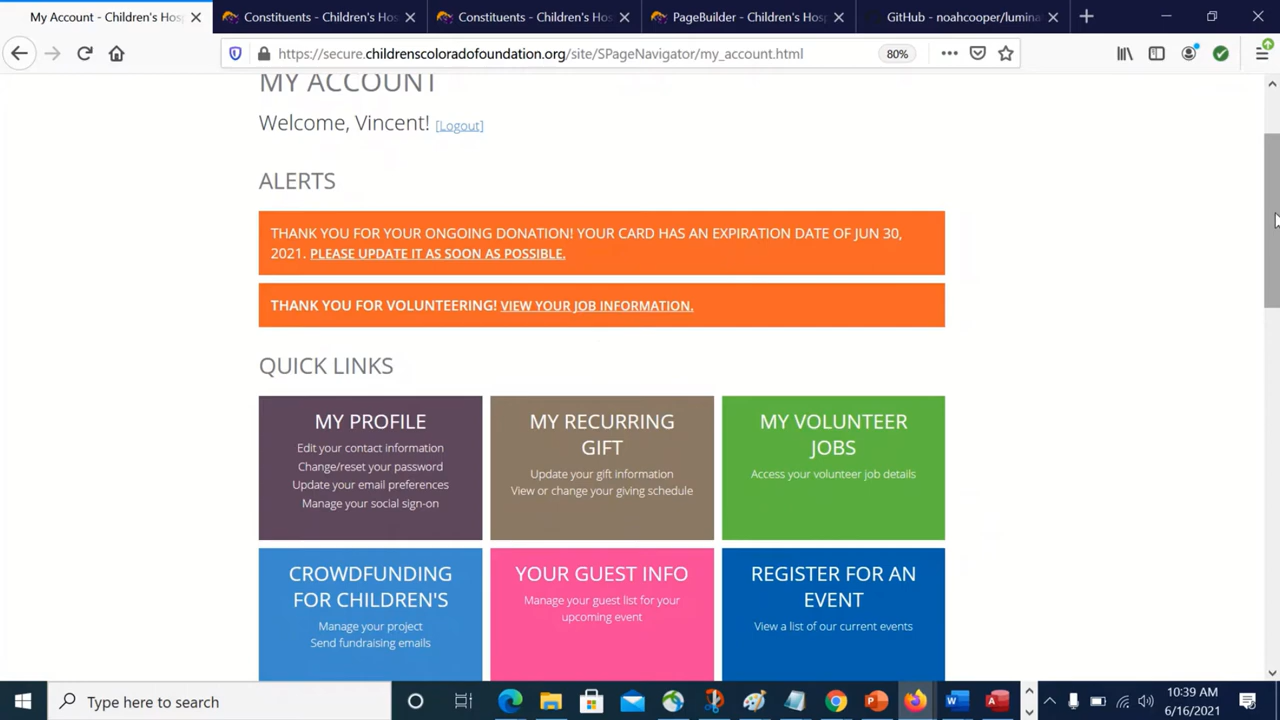 My Account - Children's Hos
Constituents - Children's Hos
Constituents - Children's Hos
PageBuilder - Children's Hosp
GitHub - noahcooper/lumina
https://secure.childrenscoloradofoundation.org/site/SPageNavigator/my_account.html
80%
MY ACCOUNT
Welcome, Vincent! [Logout]
ALERTS
THANK YOU FOR YOUR ONGOING DONATION! YOUR CARD HAS AN EXPIRATION DATE OF JUN 30,
2021. PLEASE UPDATE IT AS SOON AS POSSIBLE.
THANK YOU FOR VOLUNTEERING! VIEW YOUR JOB INFORMATION.
QUICK LINKS
MY PROFILE
Edit your contact information
Change/reset your password
Update your email preferences
Manage your social sign-on
MY RECURRING
GIFT
Update your gift information
View or change your giving schedule
MY VOLUNTEER
JOBS
Access your volunteer job details
CROWDFUNDING
FOR CHILDREN'S
Manage your project
Send fundraising emails
YOUR GUEST INFO
Manage your guest list for your
upcoming event
REGISTER FOR AN
EVENT
View a list of our current events
Type here to search
10:39 AM
6/16/2021